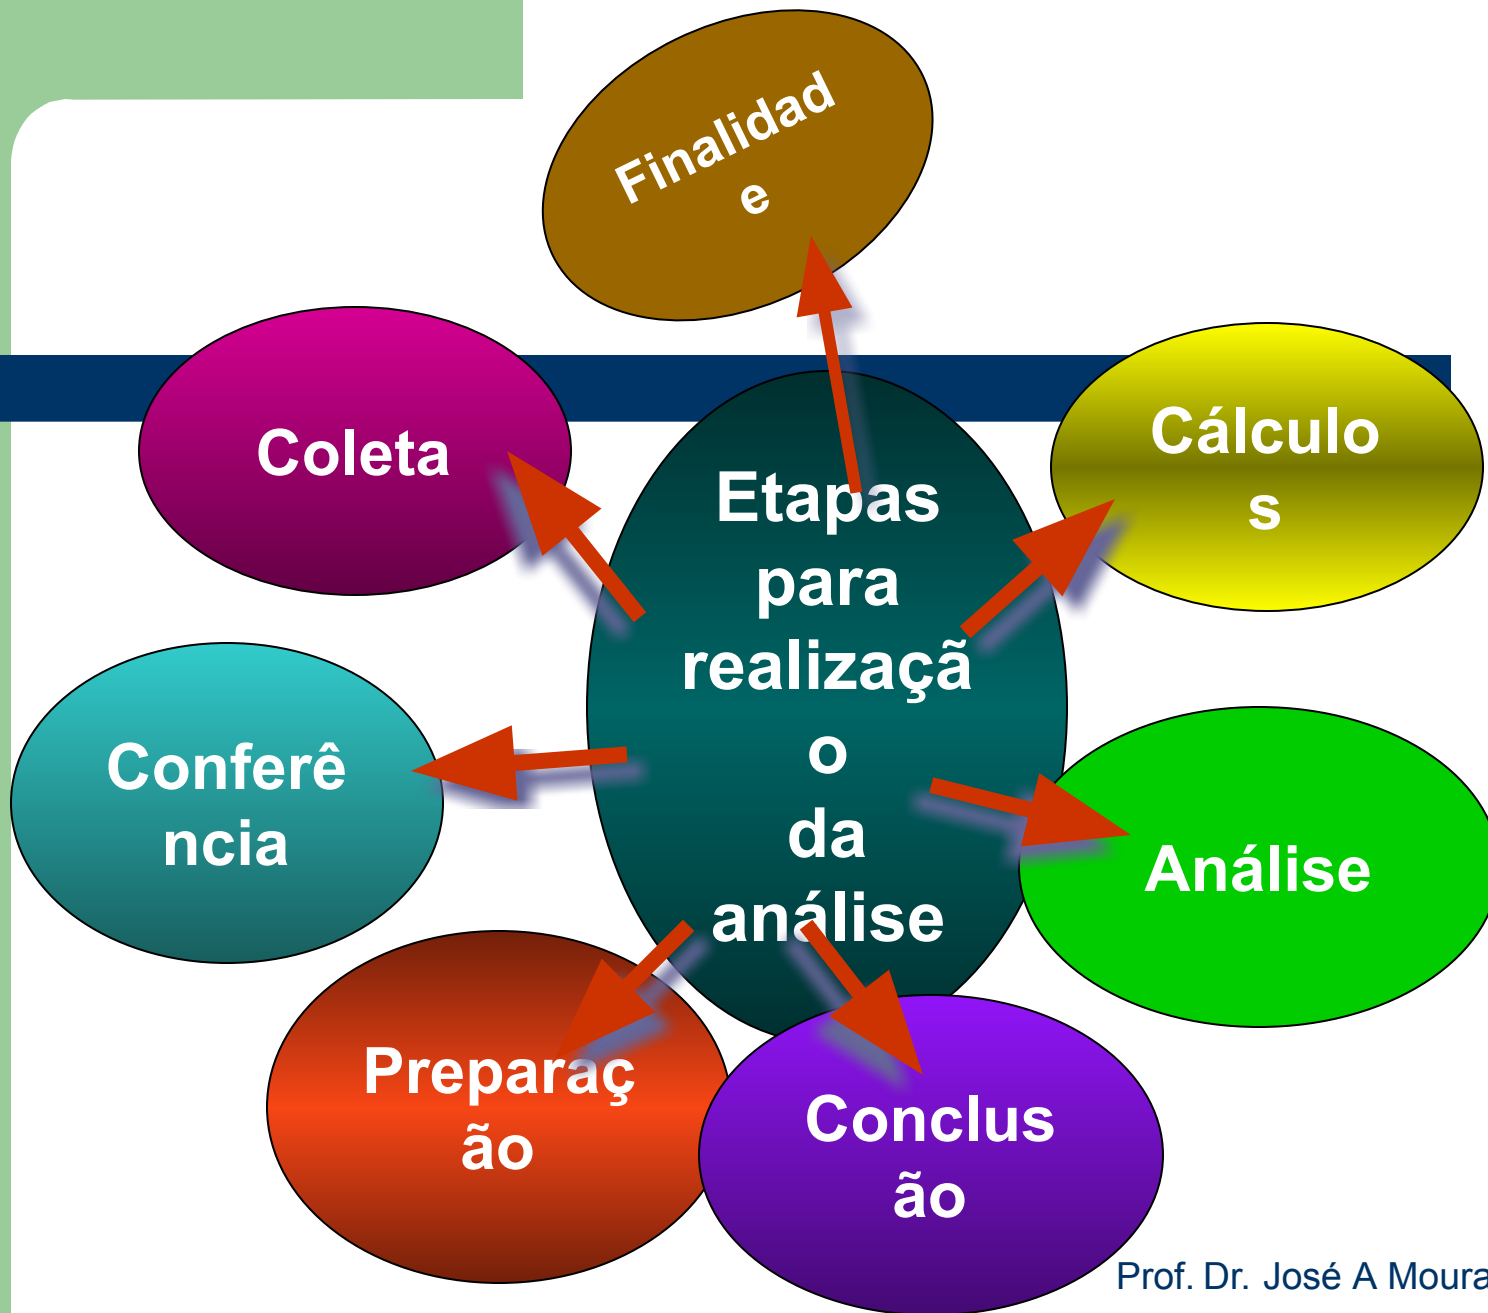 Finalidad
e
Coleta
Cálculo
s
Etapas
para
realizaçã
o
da
análise
Conferê
ncia
Análise
Preparaç
ão
Conclus
ão
Prof. Dr. José A Moura